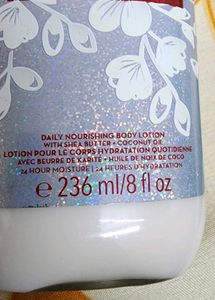 DAILY NOURISHING BODY LOTION
WITH SHEA BUTTER + COCONUT OIL
LOTION POUR LE CORPS HYDRATATION QUOTIDIENNE
AVEC BEURRE DE KARITÉ + HUILE DE NOIX DE COCO
24 HOUR MOISTURE | 24 HEURES D'HYDRATATION
℮ 236 ml/8 fl oz